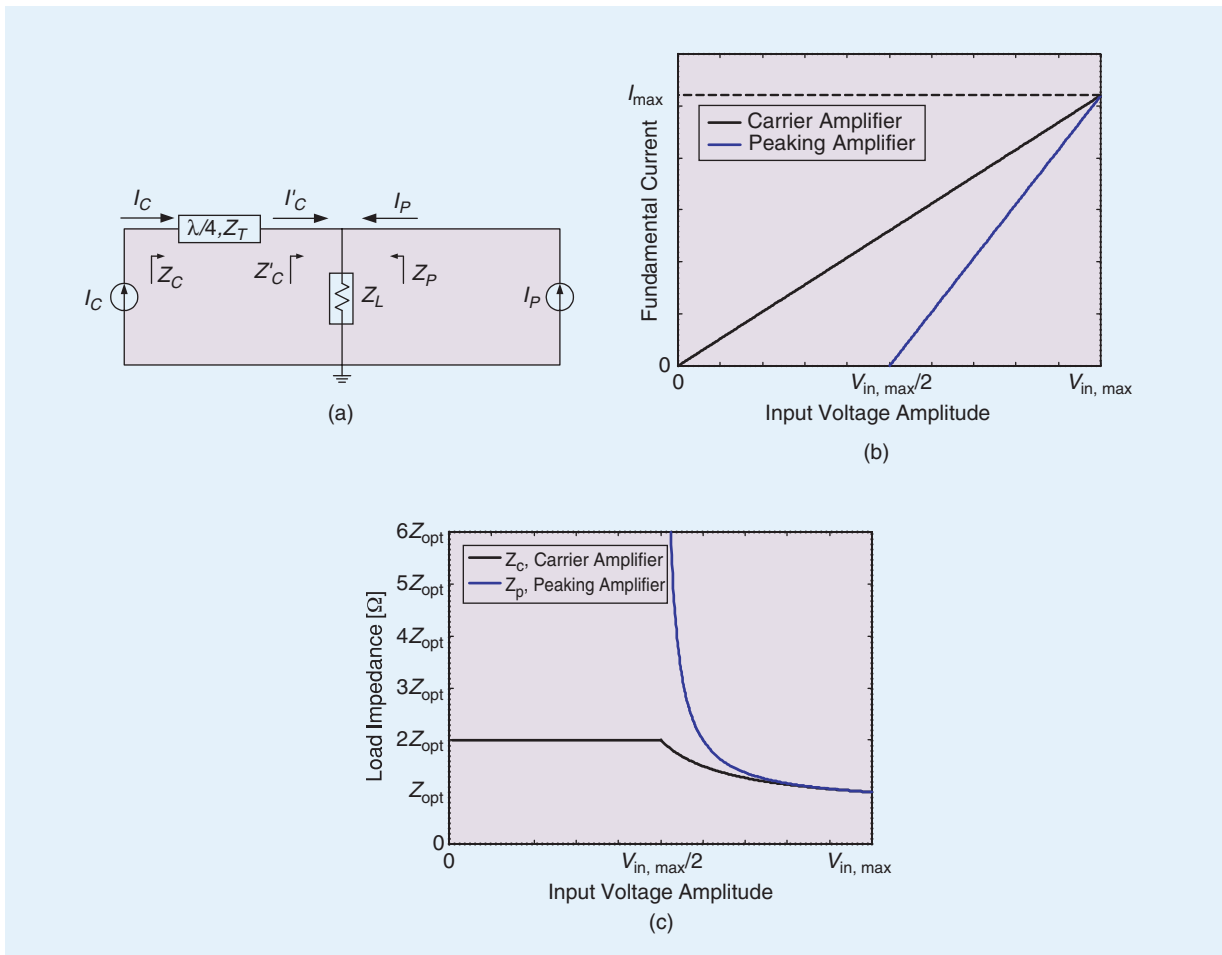 I_C
I'_C
I_P
λ/4, Z_T
Z_C
Z'_C
Z_P
I_C
Z_L
I_P
(a)
I_max
Carrier Amplifier
Peaking Amplifier
Fundamental Current
0
0
V_in, max/2
V_in, max
Input Voltage Amplitude
(b)
6Z_opt
Z_c, Carrier Amplifier
Z_p, Peaking Amplifier
5Z_opt
4Z_opt
Load Impedance [Ω]
3Z_opt
2Z_opt
Z_opt
0
0
V_in, max/2
V_in, max
Input Voltage Amplitude
(c)